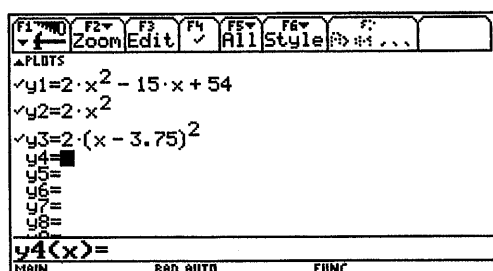 F1 F2 F3 F4 F5 F6 F7
Zoom Edit ✓ All Style
▲PLOTS
✓y1=2·x² − 15·x + 54
✓y2=2·x²
✓y3=2·(x − 3.75)²
y4=
y5=
y6=
y7=
y8=
y4(x)=
MAIN RAD AUTO FUNC